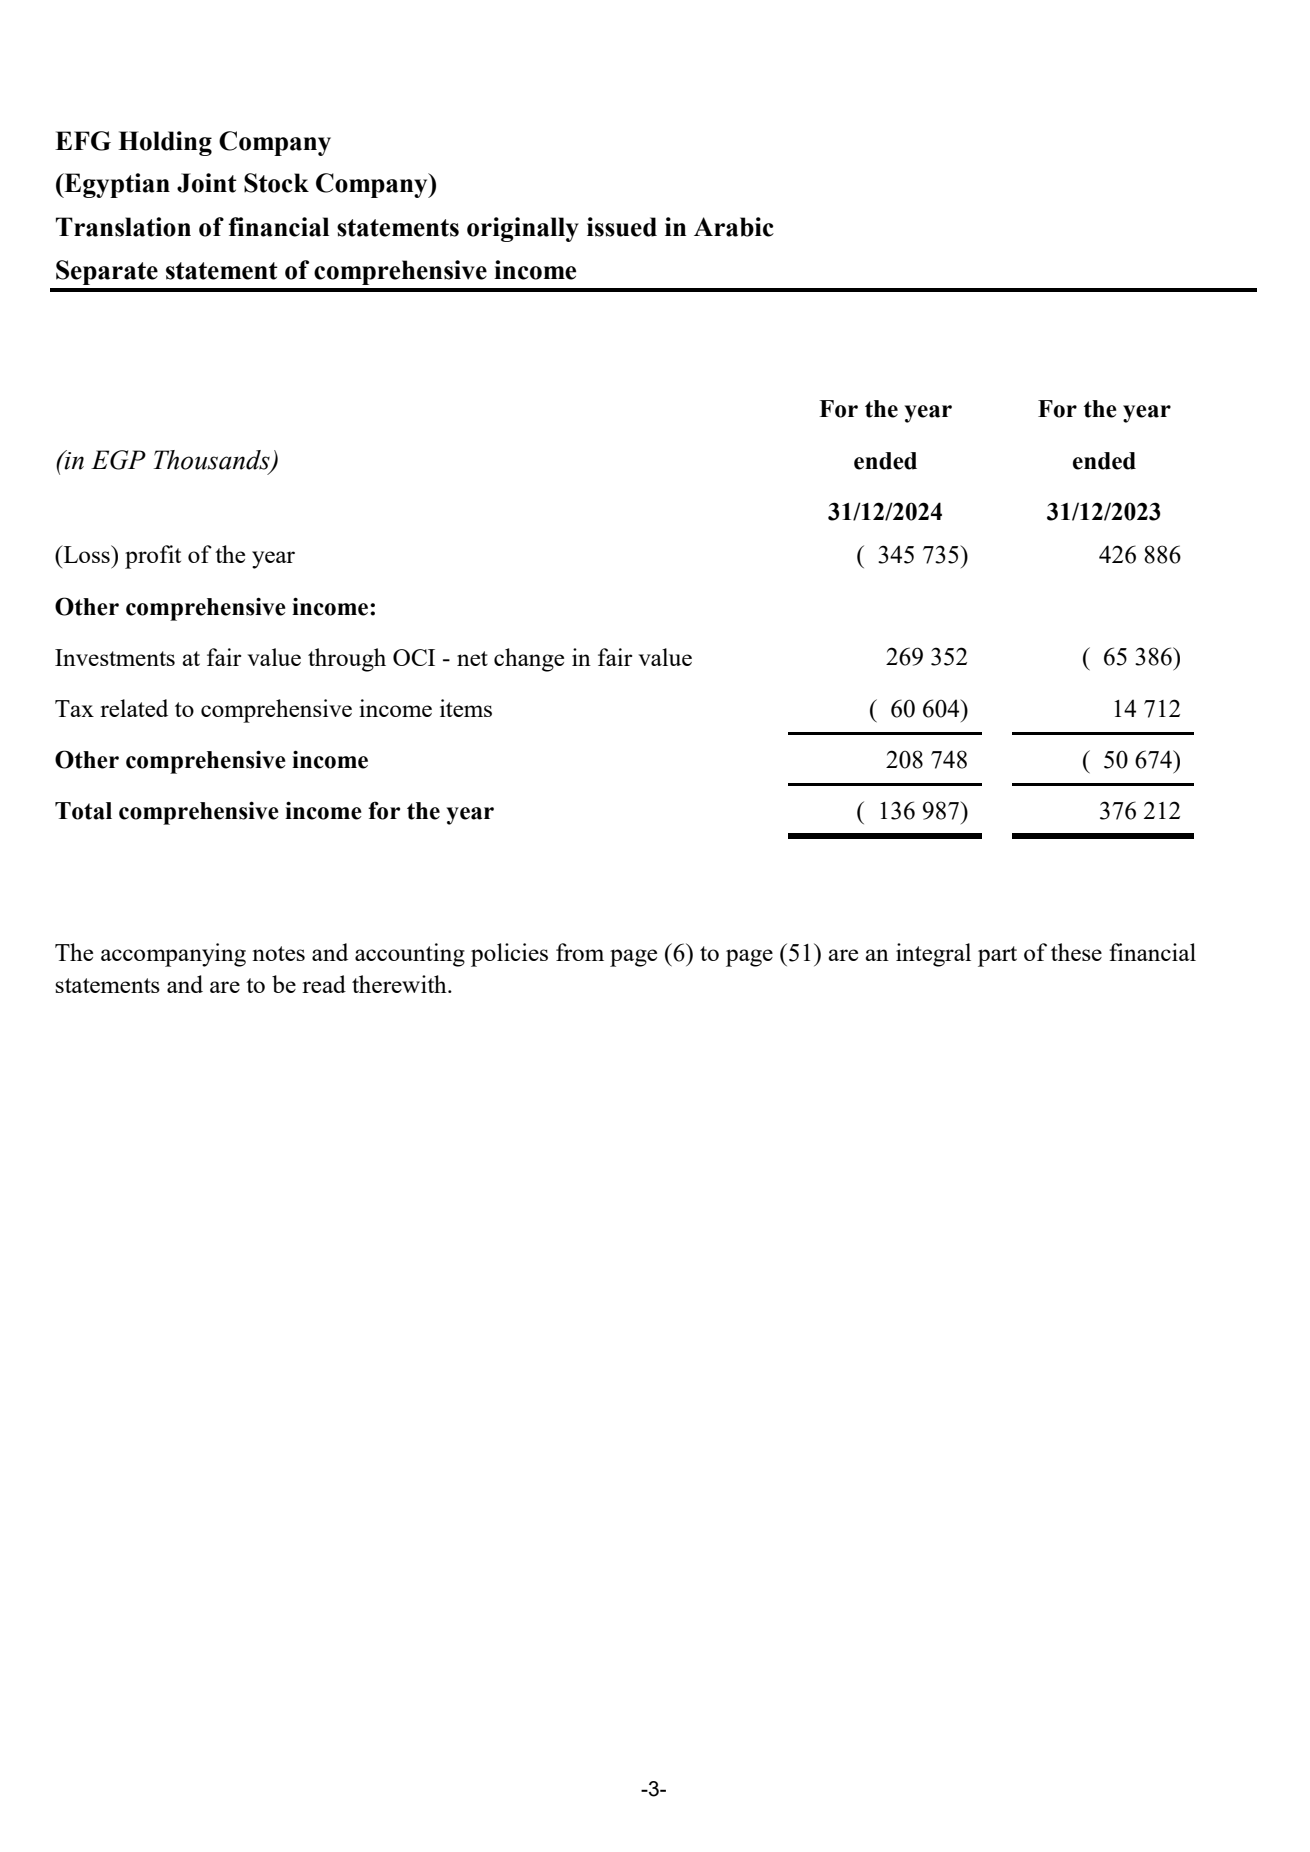 EFG Holding Company
(Egyptian Joint Stock Company)
Translation of financial statements originally issued in Arabic
Separate statement of comprehensive income
For the year For the year
(in EGP Thousands) ended ended
31/12/2024 31/12/2023
(Loss) profit of the year ( 345 735) 426 886
Other comprehensive income:
Investments at fair value through OCI - net change in fair value 269 352 ( 65 386)
Tax related to comprehensive income items ( 60 604) 14 712
Other comprehensive income 208 748 ( 50 674)
Total comprehensive income for the year ( 136 987) 376 212
The accompanying notes and accounting policies from page (6) to page (51) are an integral part of these financial
statements and are to be read therewith.
-3-